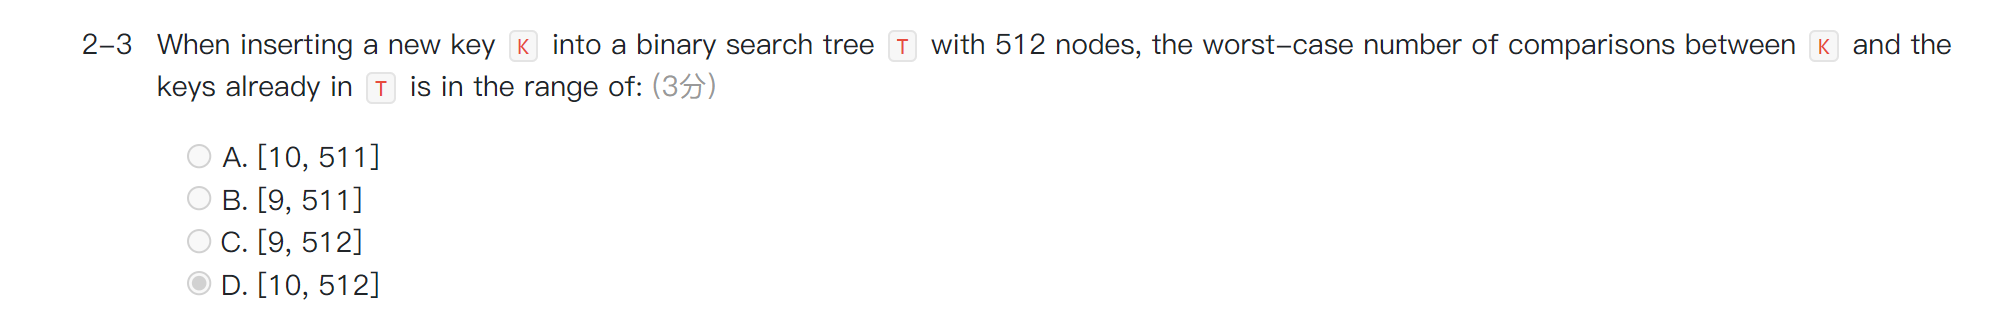 2-3 When inserting a new key K into a binary search tree T with 512 nodes, the worst-case number of comparisons between K and the
keys already in T is in the range of: (3分)
A. [10, 511]
B. [9, 511]
C. [9, 512]
D. [10, 512]